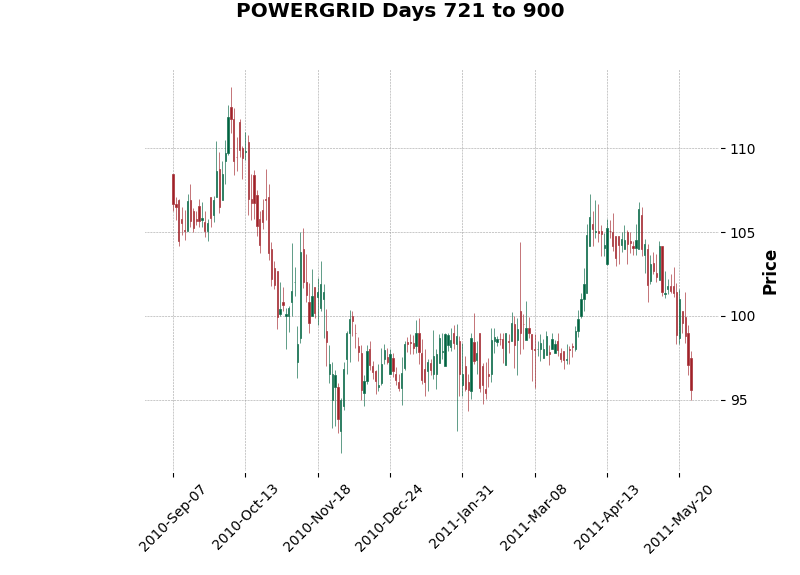 POWERGRID Days 721 to 900
110
105
100
95
Price
2010-Sep-07
2010-Oct-13
2010-Nov-18
2010-Dec-24
2011-Jan-31
2011-Mar-08
2011-Apr-13
2011-May-20